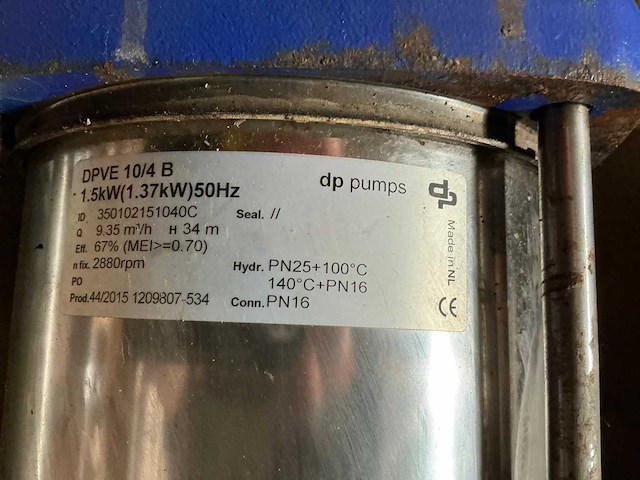 DPVE 10/4 B
1.5kW(1.37kW)50Hz
dp pumps
dp
ID 350102151040C Seal. //
Q 9.35 m³/h H 34 m
Eff. 67% (MEI>=0.70)
n fix. 2880rpm Hydr. PN25+100°C
PO 140°C+PN16
Prod.44/2015 1209807-534 Conn.PN16
Made in NL
CE